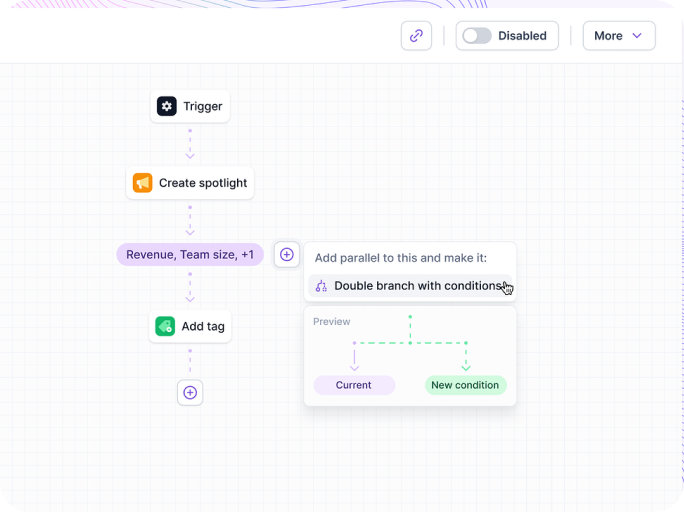 Disabled
More
Trigger
Create spotlight
Revenue, Team size, +1
Add parallel to this and make it:
Double branch with conditions
Preview
Add tag
Current
New condition